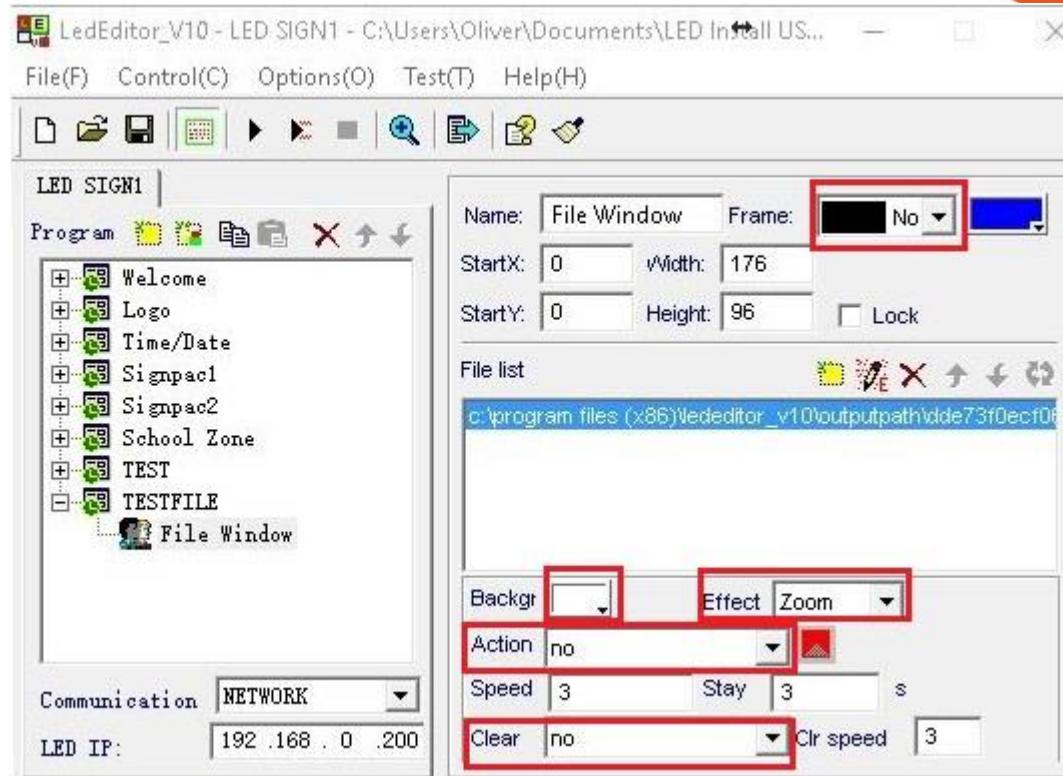 LedEditor_V10 - LED SIGN1 - C:\Users\Oliver\Documents\LED Install US...
File(F) Control(C) Options(O) Test(T) Help(H)
LED SIGN1
Program
Welcome
Logo
Time/Date
Signpac1
Signpac2
School Zone
TEST
TESTFILE
File Window
Communication NETWORK
LED IP: 192 .168 . 0 .200
Name: File Window Frame: No
StartX: 0 Width: 176
StartY: 0 Height: 96 Lock
File list
c:\program files (x86)\lededitor_v10\outputpath\dde73f0ecf0
Backgr Effect Zoom
Action no
Speed 3 Stay 3 s
Clear no Clr speed 3